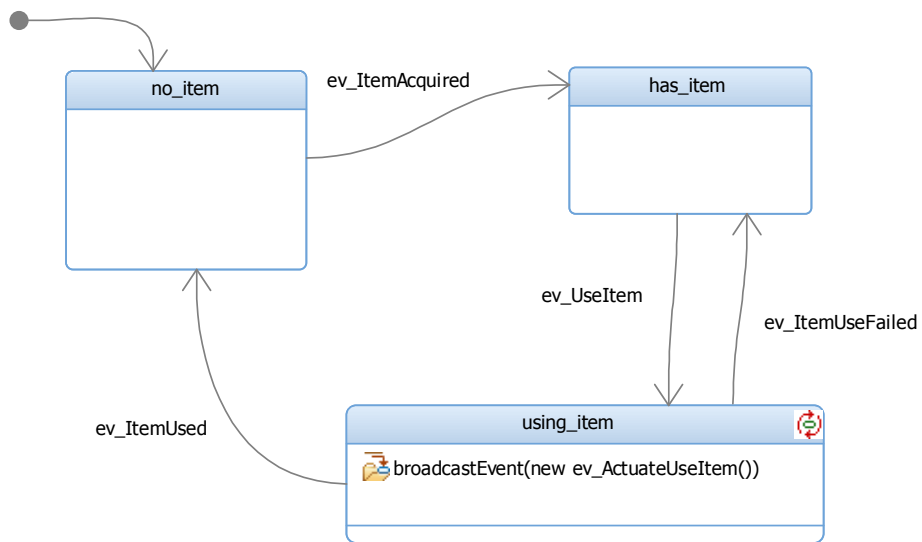 no_item
ev_ItemAcquired
has_item
ev_UseItem
ev_ItemUseFailed
ev_ItemUsed
using_item
broadcastEvent(new ev_ActuateUseItem())